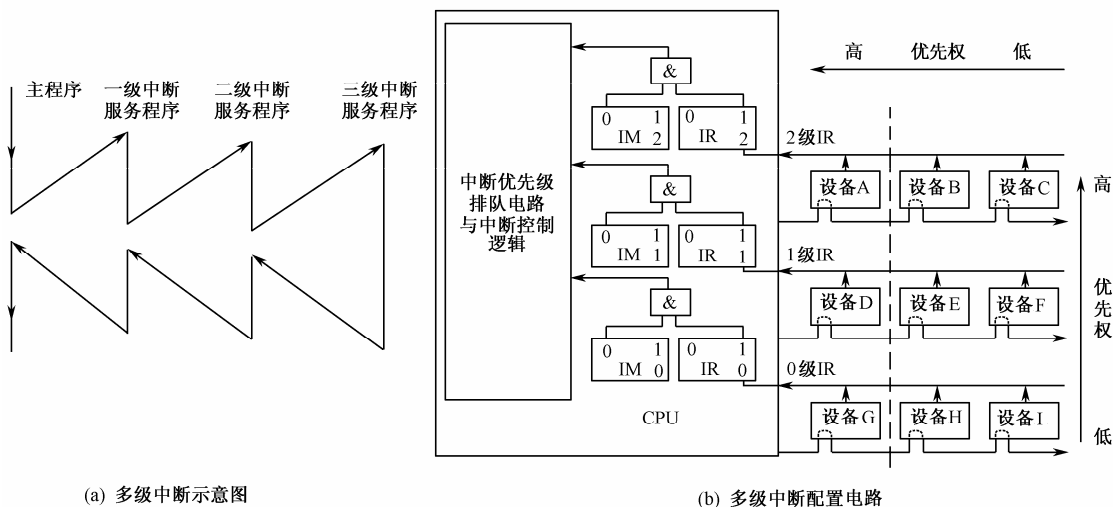 主程序
一级中断
服务程序
二级中断
服务程序
三级中断
服务程序
(a) 多级中断示意图
中断优先级
排队电路
与中断控制
逻辑
&
0 1
IM 2
0 1
IR 2
&
0 1
IM 1
0 1
IR 1
&
0 1
IM 0
0 1
IR 0
CPU
高 优先权 低
2级IR
设备A
设备B
设备C
1级IR
设备D
设备E
设备F
0级IR
设备G
设备H
设备I
高
优先权
低
(b) 多级中断配置电路